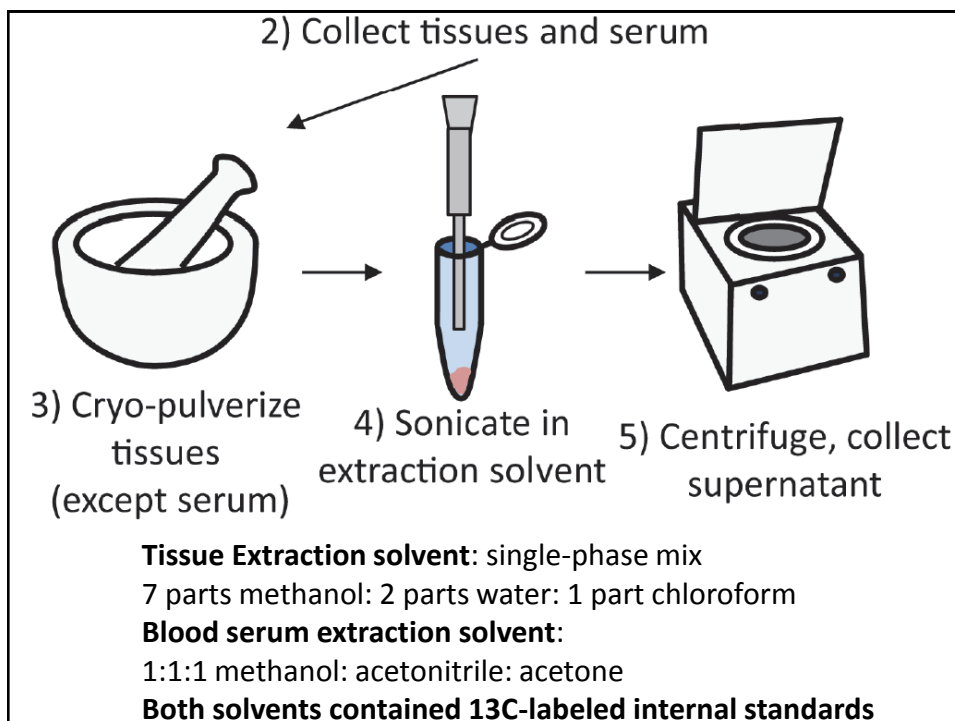 2) Collect tissues and serum
3) Cryo-pulverize
tissues
(except serum)
4) Sonicate in
extraction solvent
5) Centrifuge, collect
supernatant
Tissue Extraction solvent: single-phase mix
7 parts methanol: 2 parts water: 1 part chloroform
Blood serum extraction solvent:
1:1:1 methanol: acetonitrile: acetone
Both solvents contained 13C-labeled internal standards